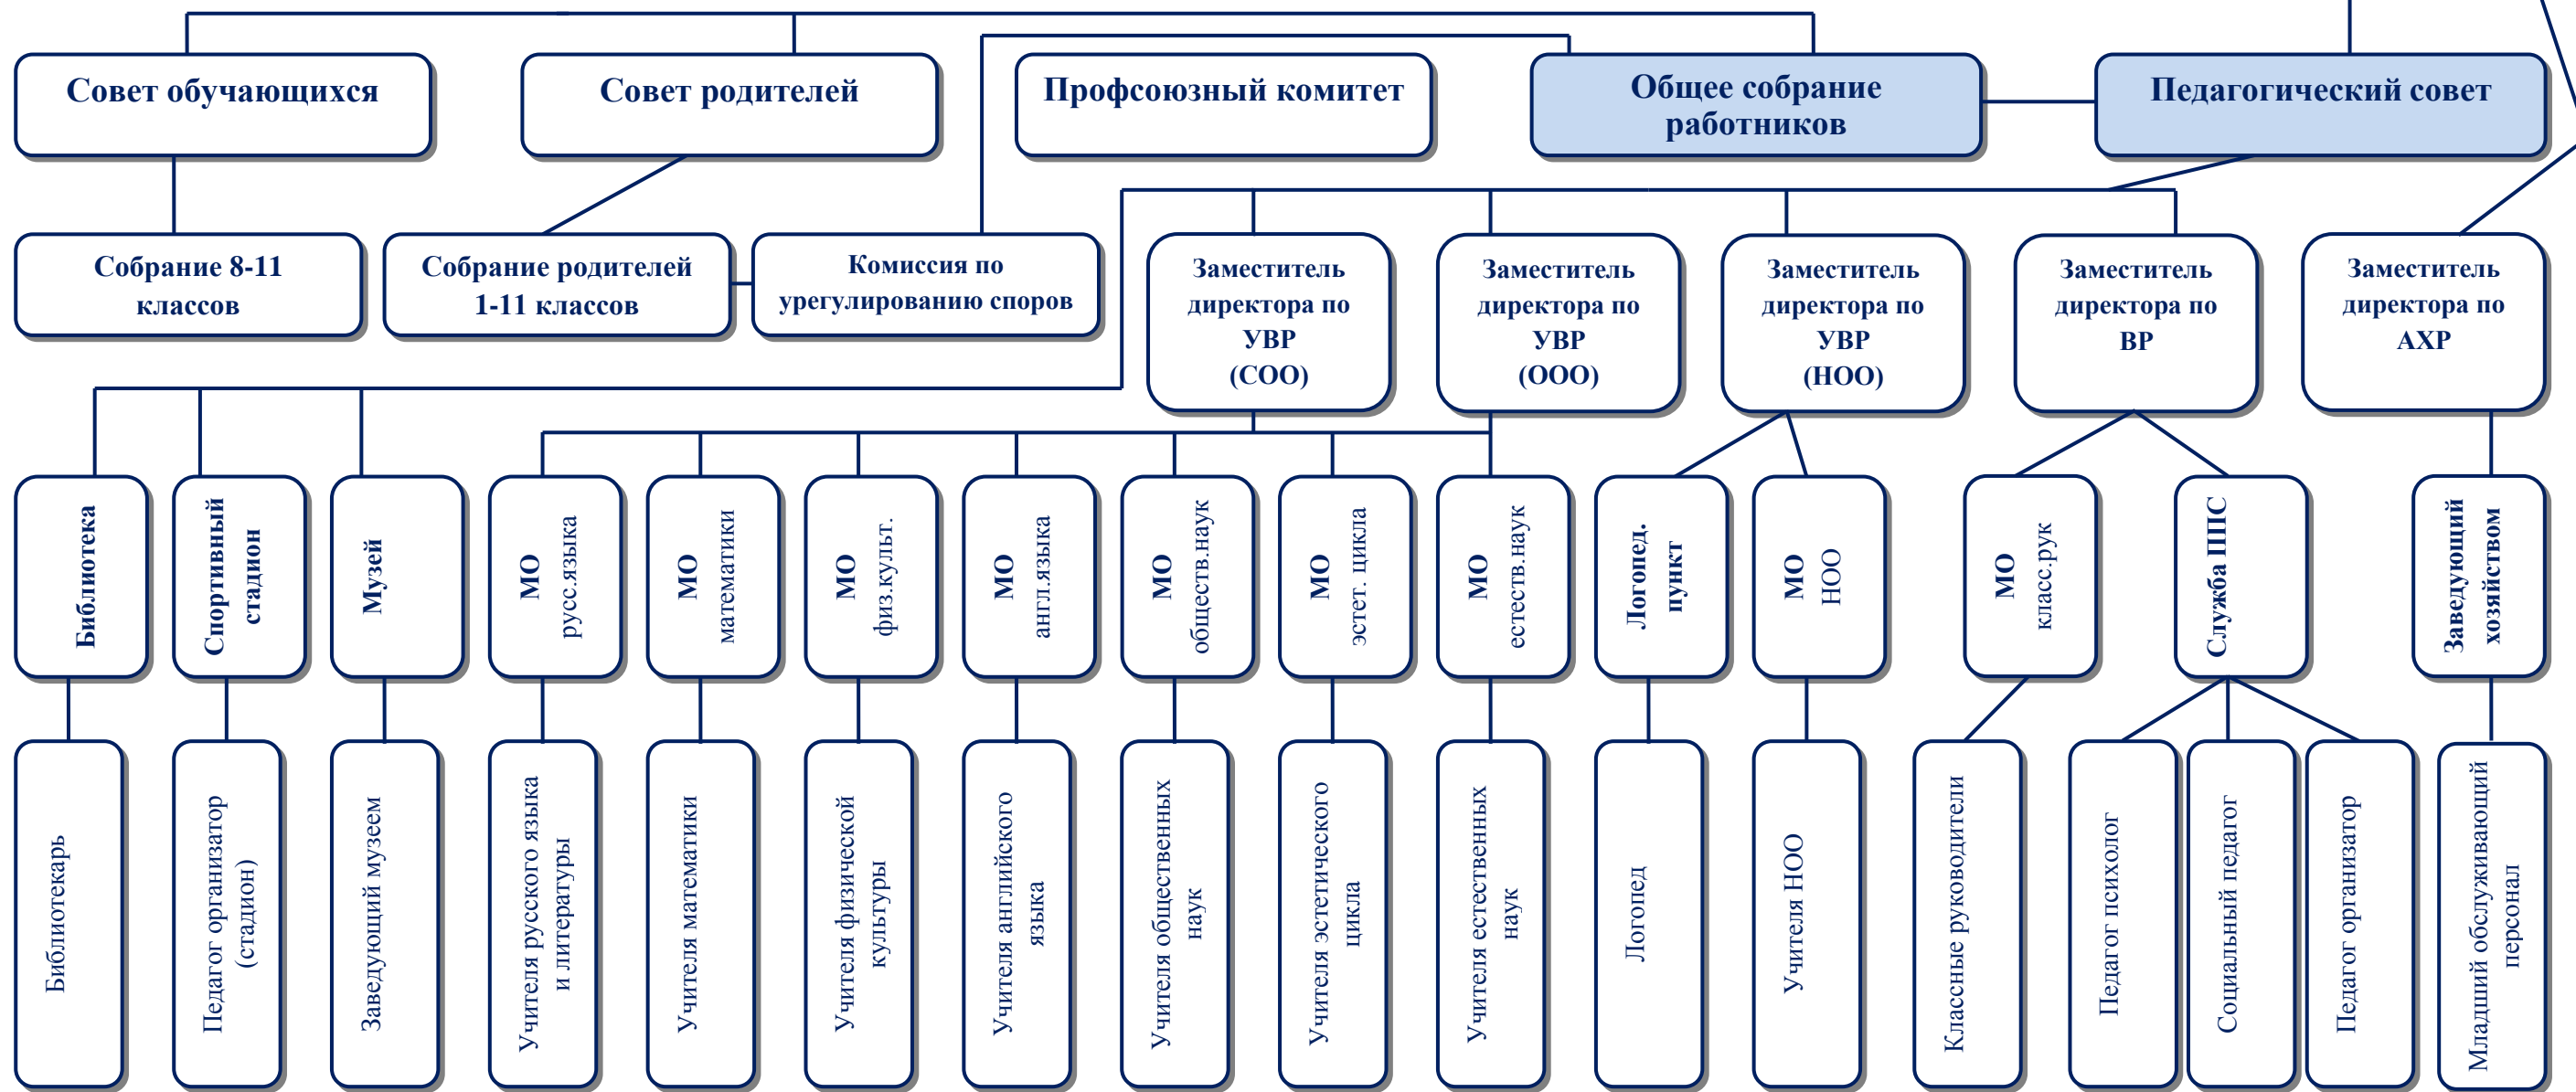 Совет обучающихся
Совет родителей
Профсоюзный комитет
Общее собрание
работников
Педагогический совет
Собрание 8-11
классов
Собрание родителей
1-11 классов
Комиссия по
урегулированию споров
Заместитель
директора по
УВР
(СОО)
Заместитель
директора по
УВР
(ООО)
Заместитель
директора по
УВР
(НОО)
Заместитель
директора по
ВР
Заместитель
директора по
АХР
Библиотека
Спортивный
стадион
Музей
МО
русс.языка
МО
математики
МО
физ.культ.
МО
англ.языка
МО
обществ.наук
МО
эстет. цикла
МО
естеств.наук
Логопед.
пункт
МО
НОО
МО
класс.рук
Служба ППС
Заведующий
хозяйством
Библиотекарь
Педагог организатор
(стадион)
Заведующий музеем
Учителя русского языка
и литературы
Учителя математики
Учителя физической
культуры
Учителя английского
языка
Учителя общественных
наук
Учителя эстетического
цикла
Учителя естественных
наук
Логопед
Учителя НОО
Классные руководители
Педагог психолог
Социальный педагог
Педагог организатор
Младший обслуживающий
персонал